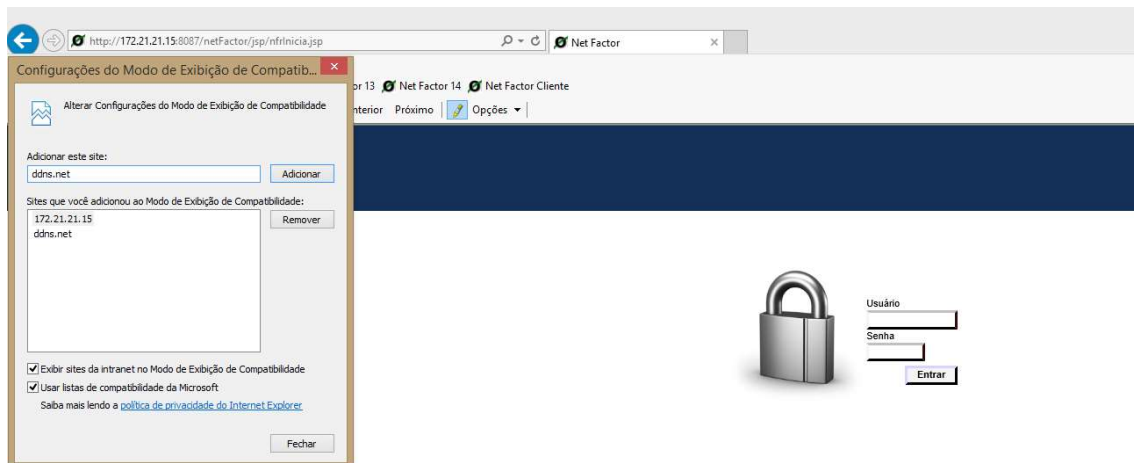 http://172.21.21.15:8087/netFactor/jsp/nfrInicia.jsp
Net Factor
Configurações do Modo de Exibição de Compatib...
or 13 Net Factor 14 Net Factor Cliente
Alterar Configurações do Modo de Exibição de Compatibilidade
nterior Próximo Opções
Adicionar este site:
ddns.net Adicionar
Sites que você adicionou ao Modo de Exibição de Compatibilidade:
172.21.21.15 Remover
ddns.net
Usuário
Senha
Entrar
Exibir sites da intranet no Modo de Exibição de Compatibilidade
Usar listas de compatibilidade da Microsoft
Saiba mais lendo a política de privacidade do Internet Explorer
Fechar